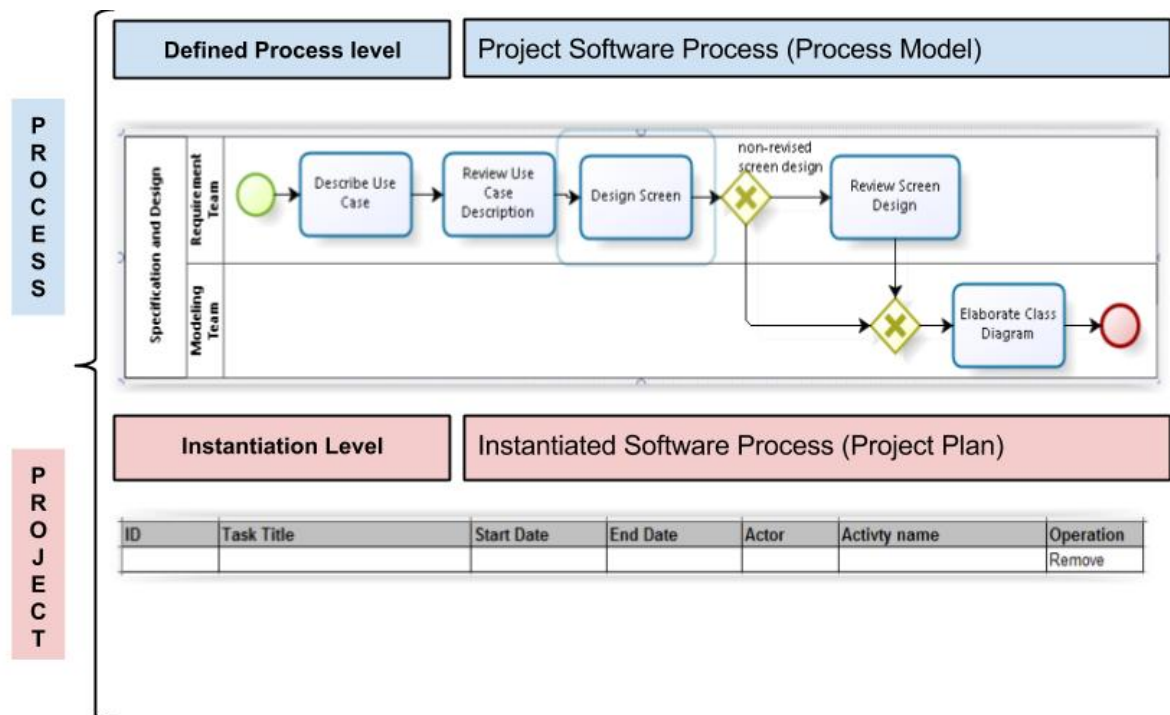 Defined Process level
Project Software Process (Process Model)
PROCESS
Specification and Design
Requirement
Team
Describe Use
Case
Review Use
Case
Description
Design Screen
non-revised
screen design
Review Screen
Design
Modeling
Team
Elaborate Class
Diagram
Instantiation Level
Instantiated Software Process (Project Plan)
PROJECT
ID Task Title Start Date End Date Actor Activty name Operation
Remove